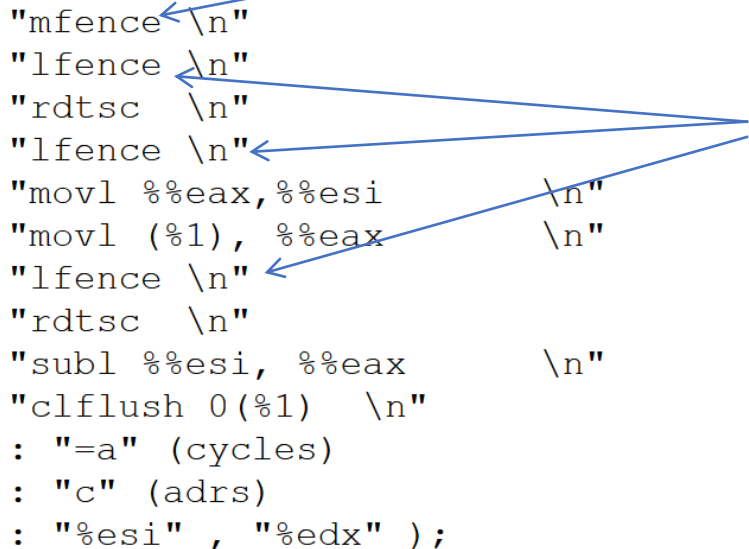 "mfence \n"
"lfence \n"
"rdtsc \n"
"lfence \n"
"movl %%eax,%%esi \n"
"movl (%1), %%eax \n"
"lfence \n"
"rdtsc \n"
"subl %%esi, %%eax \n"
"clflush 0(%1) \n"
: "=a" (cycles)
: "c" (adrs)
: "%esi" , "%edx" );